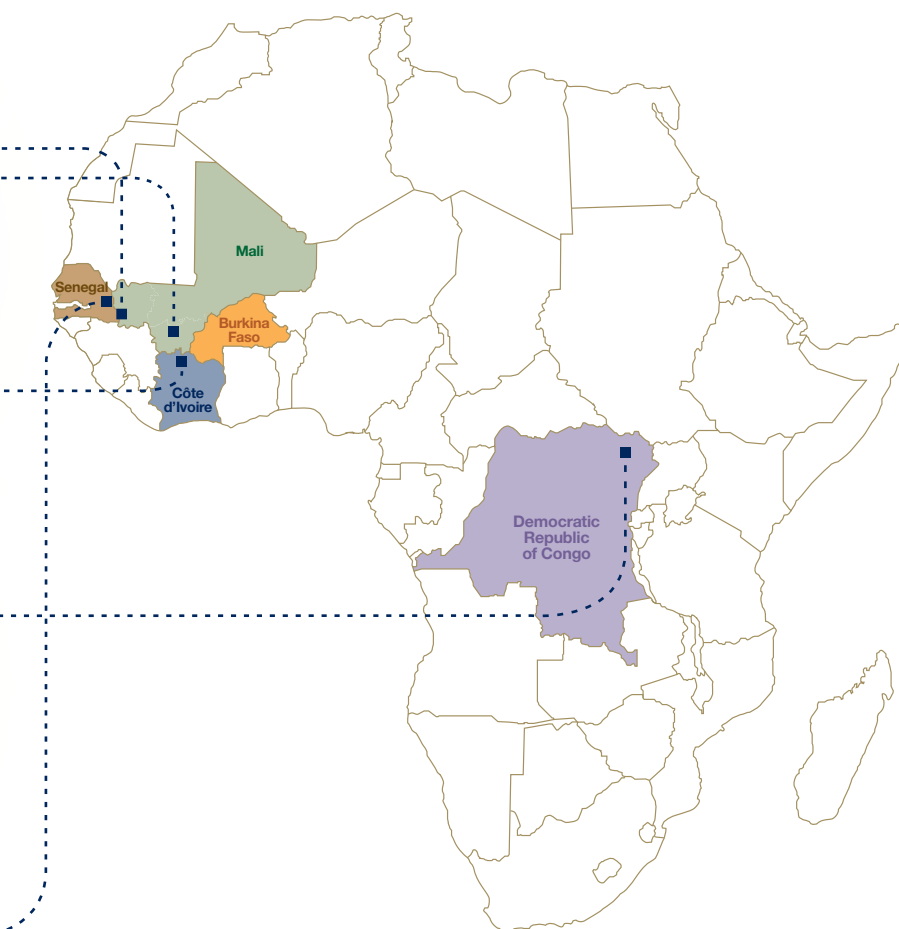 Mali
Senegal
Burkina
Faso
Côte
d'Ivoire
Democratic
Republic
of Congo